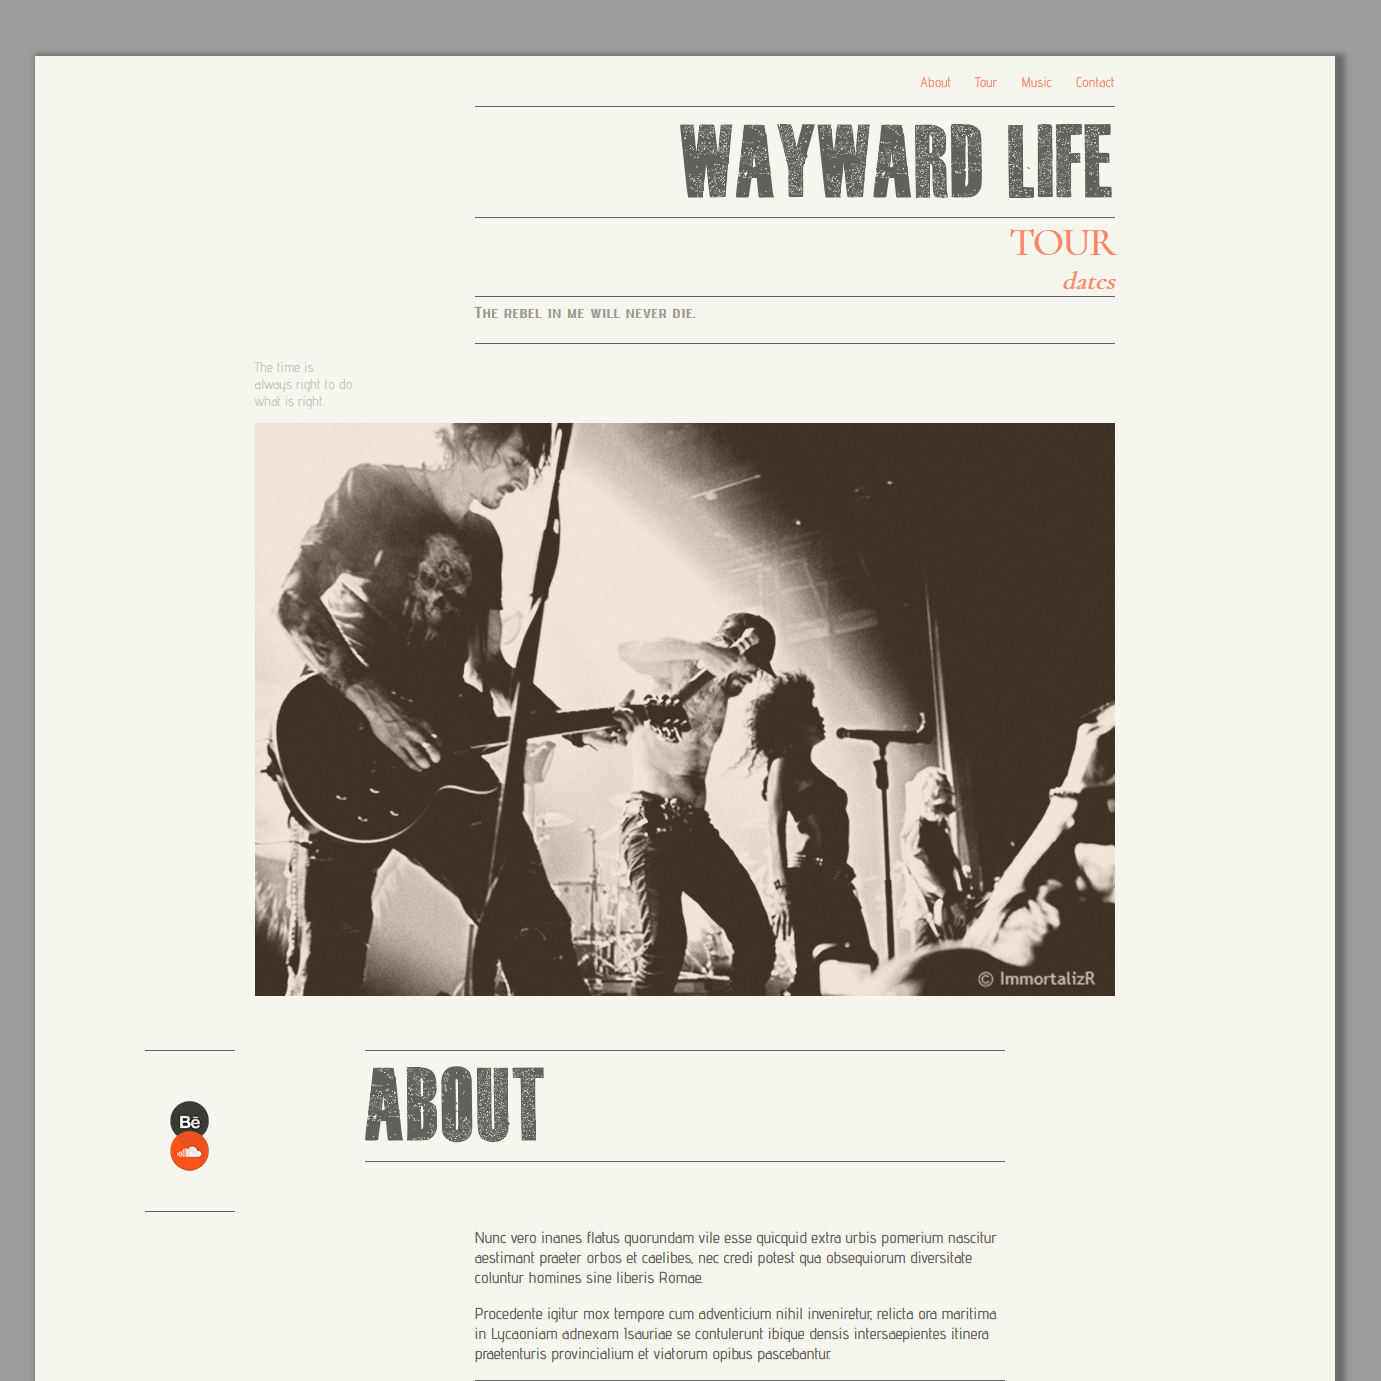 About Tour Music Contact
WAYWARD LIFE
TOUR
dates
The rebel in me will never die.
The time is
always right to do
what is right.
© ImmortalizR
ABOUT
Bē
Nunc vero inanes flatus quorundam vile esse quicquid extra urbis pomerium nascitur
aestimant praeter orbos et caelibes, nec credi potest qua obsequiorum diversitate
coluntur homines sine liberis Romae.
Procedente igitur mox tempore cum adventicium nihil inveniretur, relicta ora maritima
in Lycaoniam adnexam Isauriae se contulerunt ibique densis intersaepientes itinera
praetenturis provincialium et viatorum opibus pascebantur.